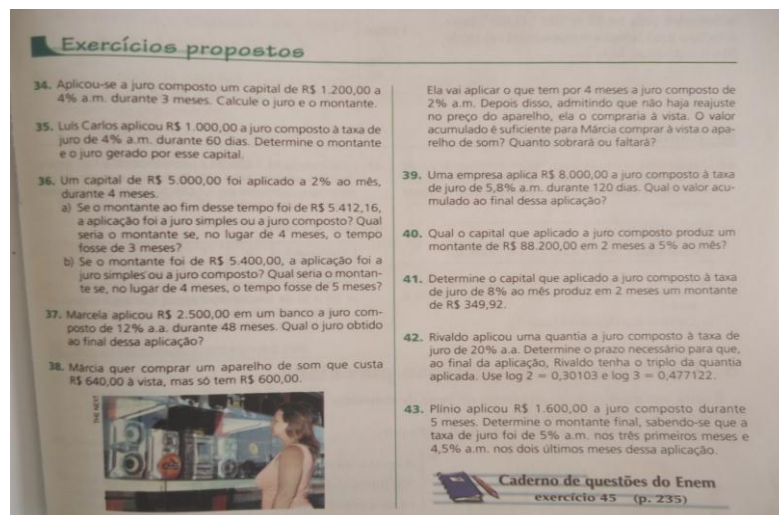 Exercícios propostos
34. Aplicou-se a juro composto um capital de R$ 1.200,00 a
4% a.m. durante 3 meses. Calcule o juro e o montante.
35. Luís Carlos aplicou R$ 1.000,00 a juro composto à taxa de
juro de 4% a.m. durante 60 dias. Determine o montante
e o juro gerado por esse capital.
36. Um capital de R$ 5.000,00 foi aplicado a 2% ao mês,
durante 4 meses.
a) Se o montante ao fim desse tempo foi de R$ 5.412,16,
a aplicação foi a juro simples ou a juro composto? Qual
seria o montante se, no lugar de 4 meses, o tempo
fosse de 3 meses?
b) Se o montante foi de R$ 5.400,00, a aplicação foi a
juro simples ou a juro composto? Qual seria o montan-
te se, no lugar de 4 meses, o tempo fosse de 5 meses?
37. Marcela aplicou R$ 2.500,00 em um banco a juro com-
posto de 12% a.a. durante 48 meses. Qual o juro obtido
ao final dessa aplicação?
38. Márcia quer comprar um aparelho de som que custa
R$ 640,00 à vista, mas só tem R$ 600,00.
THE NEXT
Ela vai aplicar o que tem por 4 meses a juro composto de
2% a.m. Depois disso, admitindo que não haja reajuste
no preço do aparelho, ela o compraria à vista. O valor
acumulado é suficiente para Márcia comprar à vista o apa-
relho de som? Quanto sobrará ou faltará?
39. Uma empresa aplica R$ 8.000,00 a juro composto à taxa
de juro de 5,8% a.m. durante 120 dias. Qual o valor acu-
mulado ao final dessa aplicação?
40. Qual o capital que aplicado a juro composto produz um
montante de R$ 88.200,00 em 2 meses a 5% ao mês?
41. Determine o capital que aplicado a juro composto à taxa
de juro de 8% ao mês produz em 2 meses um montante
de R$ 349,92.
42. Rivaldo aplicou uma quantia a juro composto à taxa de
juro de 20% a.a. Determine o prazo necessário para que,
ao final da aplicação, Rivaldo tenha o triplo da quantia
aplicada. Use log 2 = 0,30103 e log 3 = 0,477122.
43. Plínio aplicou R$ 1.600,00 a juro composto durante
5 meses. Determine o montante final, sabendo-se que a
taxa de juro foi de 5% a.m. nos três primeiros meses e
4,5% a.m. nos dois últimos meses dessa aplicação.
Caderno de questões do Enem
exercício 45 (p. 235)